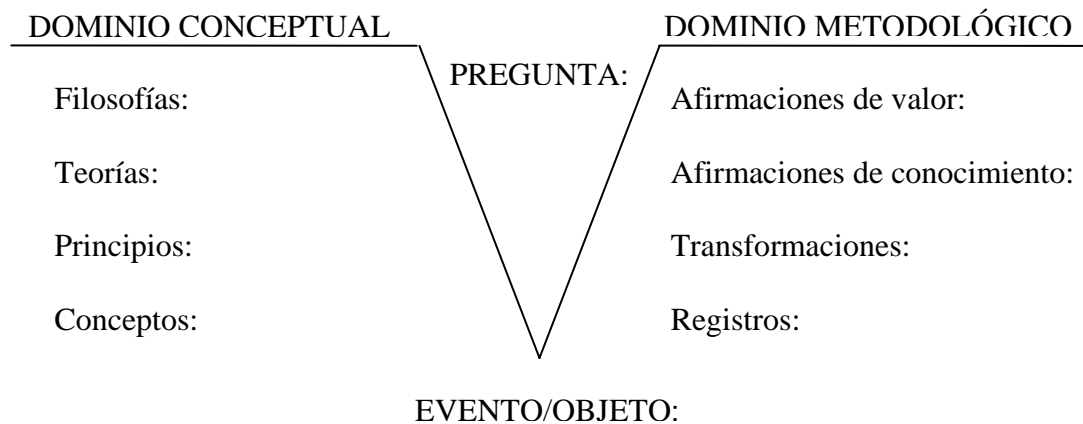 DOMINIO CONCEPTUAL
DOMINIO METODOLÓGICO
PREGUNTA:
Filosofías:
Afirmaciones de valor:
Teorías:
Afirmaciones de conocimiento:
Principios:
Transformaciones:
Conceptos:
Registros:
EVENTO/OBJETO: